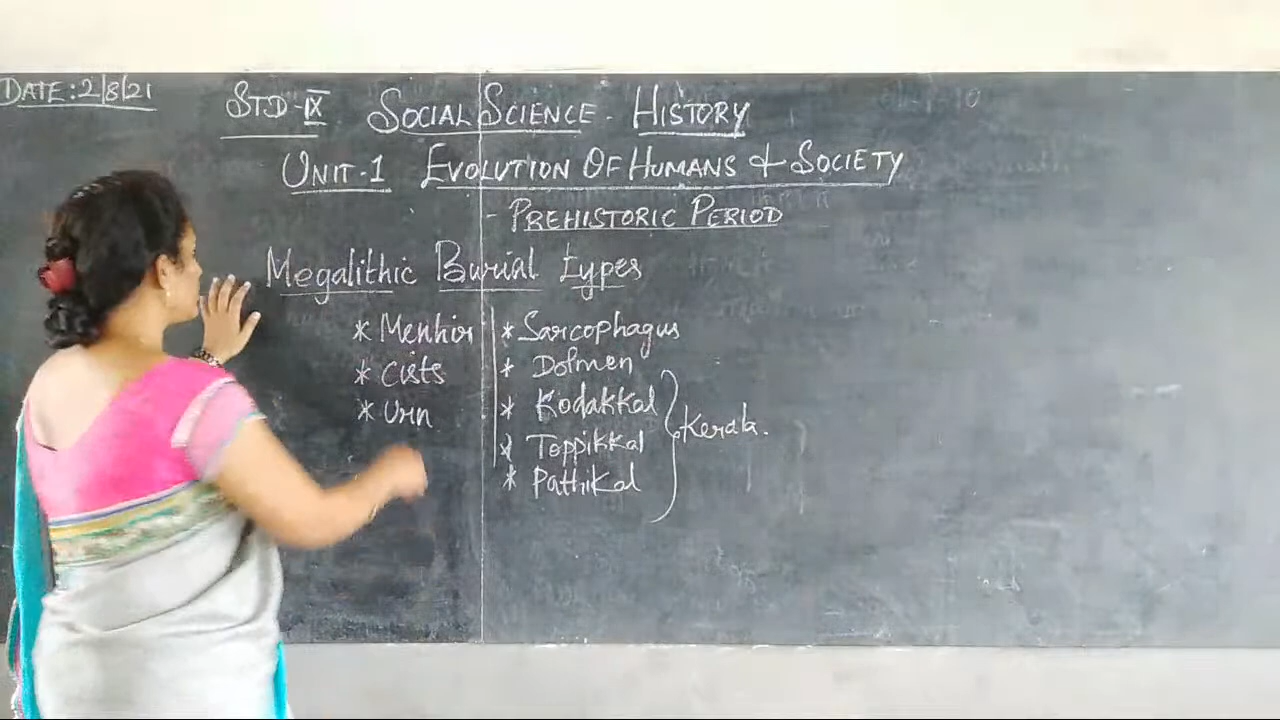 DATE: 2/8/21
STD-IX SOCIAL SCIENCE - HISTORY
UNIT-1 EVOLUTION OF HUMANS & SOCIETY
- PREHISTORIC PERIOD
Megalithic Burial types
* Menhir
* Cists
* Urn
* Sarcophagus
* Dolmen
* Kodakkal
* Toppikkal
* Pathikal
Kerala.